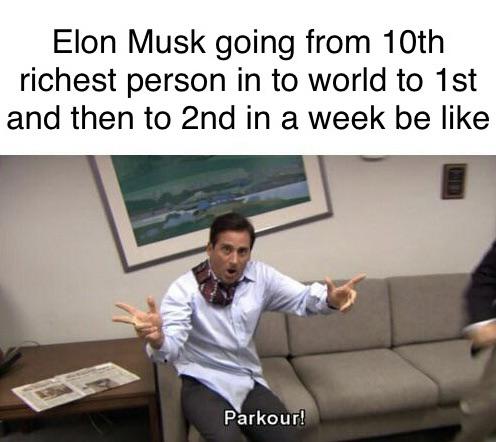 Elon Musk going from 10th
richest person in to world to 1st
and then to 2nd in a week be like
Parkour!